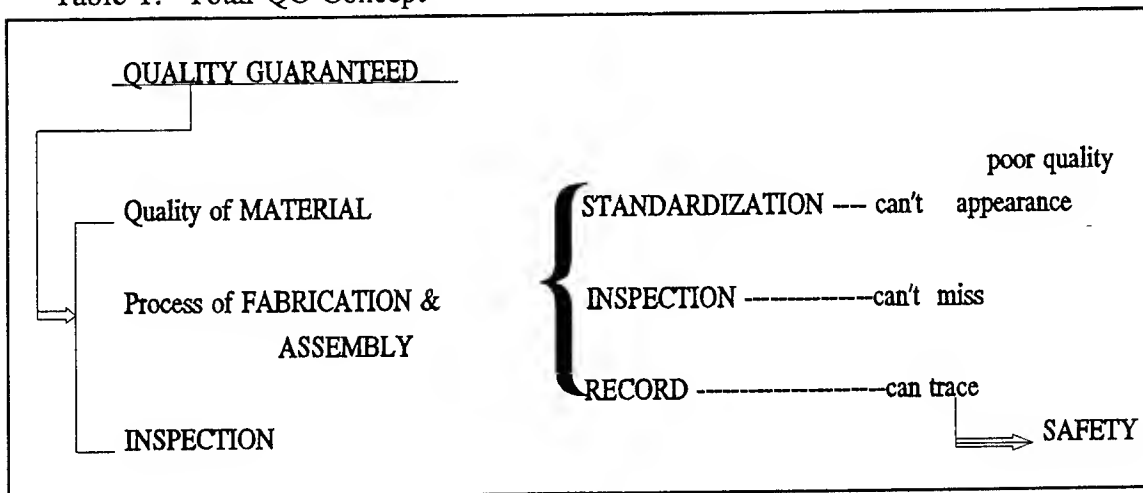 Table 1. Total QC Concept
QUALITY GUARANTEED
Quality of MATERIAL
Process of FABRICATION &
ASSEMBLY
INSPECTION
poor quality
STANDARDIZATION --- can't appearance
INSPECTION -------------can't miss
RECORD -------------------can trace
SAFETY